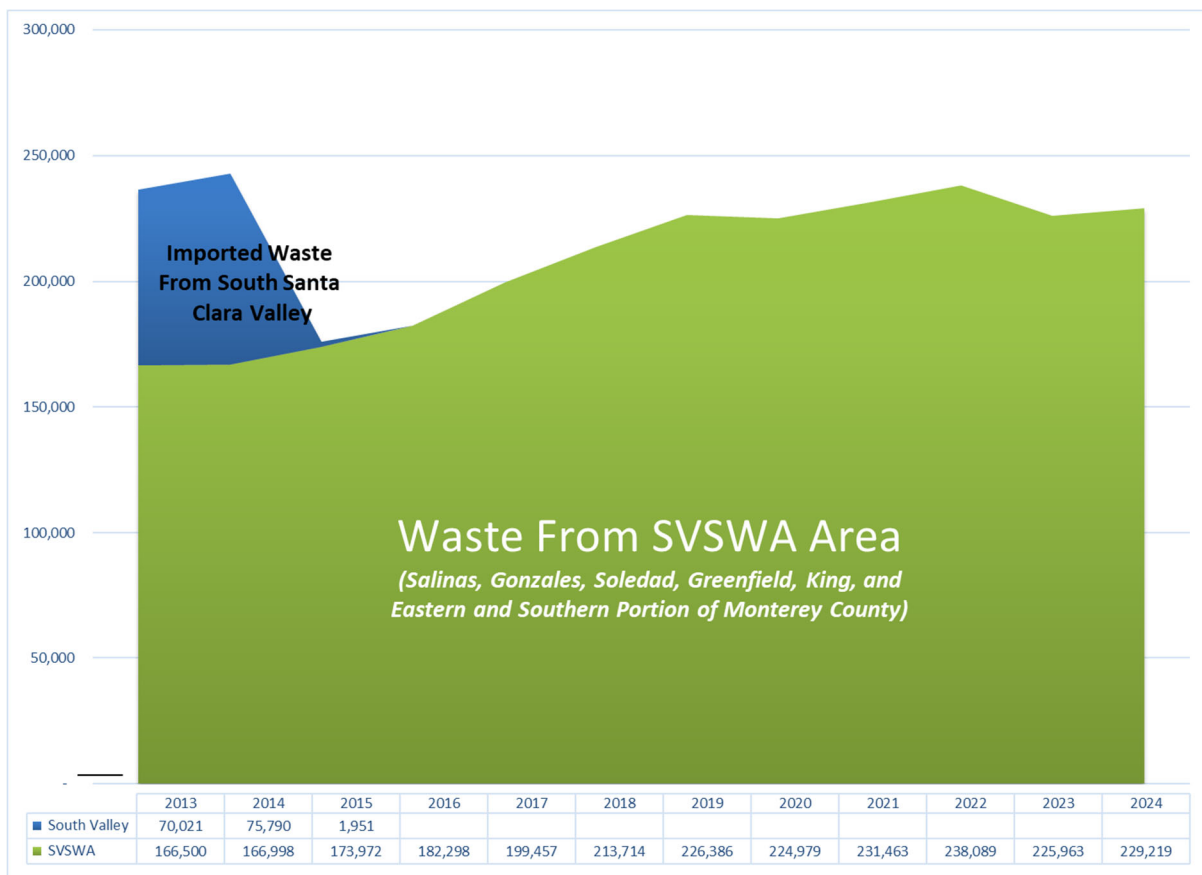 300,000
250,000
Imported Waste
From South Santa
Clara Valley
200,000
150,000
100,000
Waste From SVSWA Area
(Salinas, Gonzales, Soledad, Greenfield, King, and
Eastern and Southern Portion of Monterey County)
50,000
-
2013 2014 2015 2016 2017 2018 2019 2020 2021 2022 2023 2024
South Valley 70,021 75,790 1,951
SVSWA 166,500 166,998 173,972 182,298 199,457 213,714 226,386 224,979 231,463 238,089 225,963 229,219